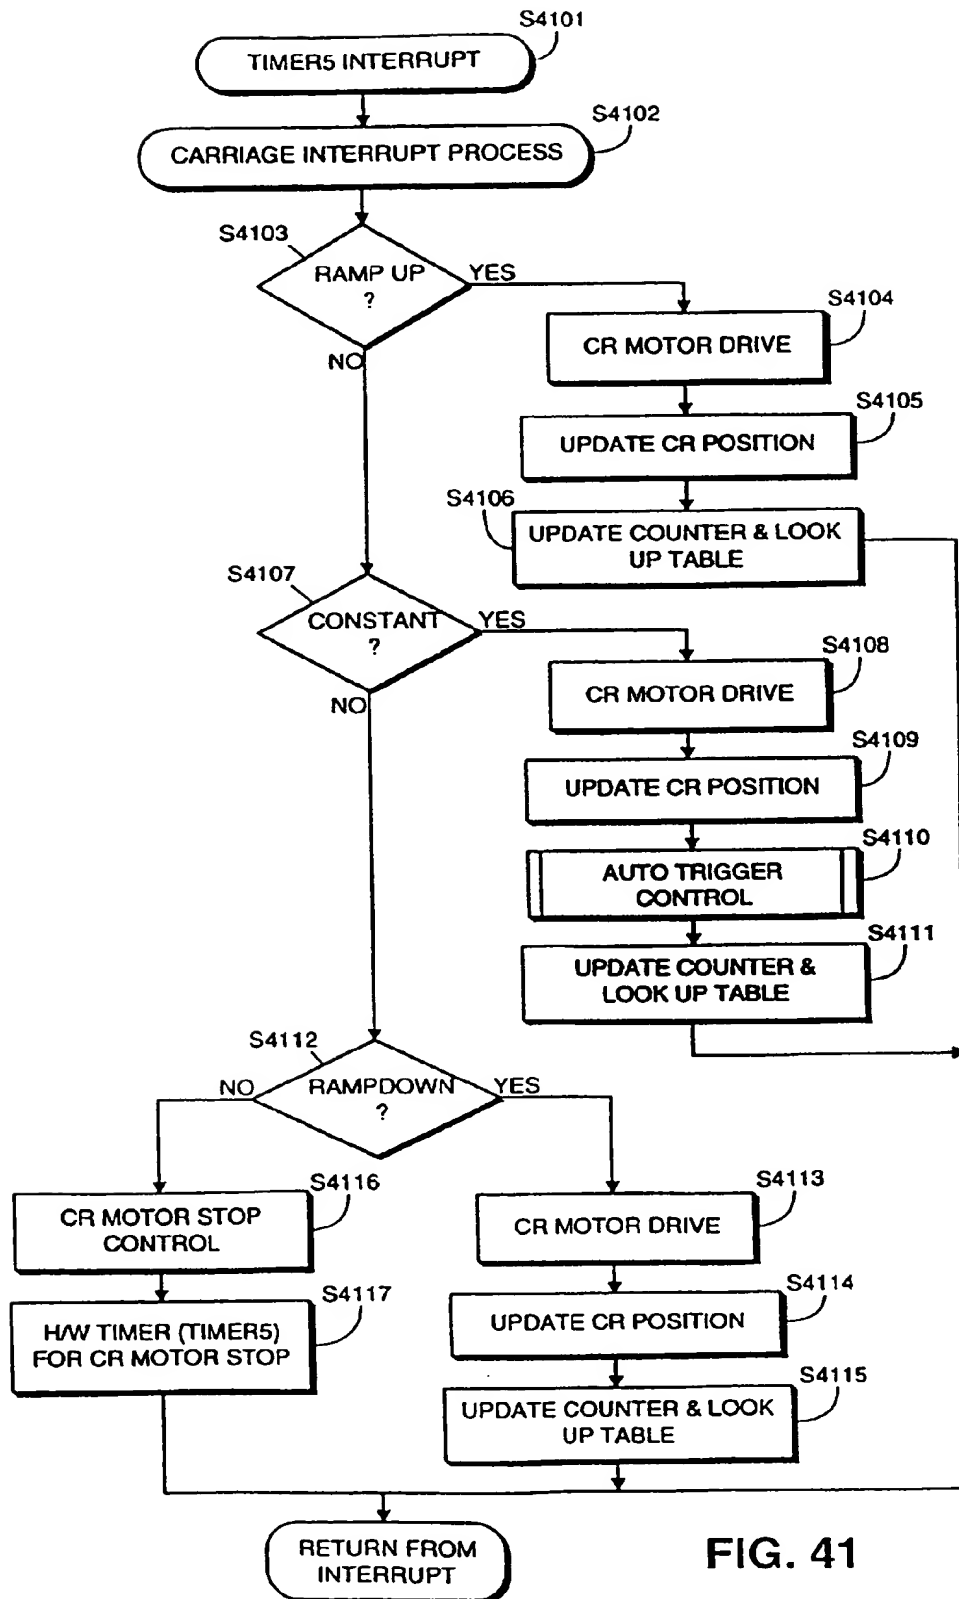 S4101
TIMER5 INTERRUPT
S4102
CARRIAGE INTERRUPT PROCESS
S4103
RAMP UP
?
YES
NO
S4104
CR MOTOR DRIVE
S4105
UPDATE CR POSITION
S4106
UPDATE COUNTER & LOOK
UP TABLE
S4107
CONSTANT
?
YES
NO
S4108
CR MOTOR DRIVE
S4109
UPDATE CR POSITION
S4110
AUTO TRIGGER
CONTROL
S4111
UPDATE COUNTER &
LOOK UP TABLE
S4112
RAMPDOWN
?
NO
YES
S4116
CR MOTOR STOP
CONTROL
S4117
H/W TIMER (TIMER5)
FOR CR MOTOR STOP
S4113
CR MOTOR DRIVE
S4114
UPDATE CR POSITION
S4115
UPDATE COUNTER & LOOK
UP TABLE
RETURN FROM
INTERRUPT
FIG. 41